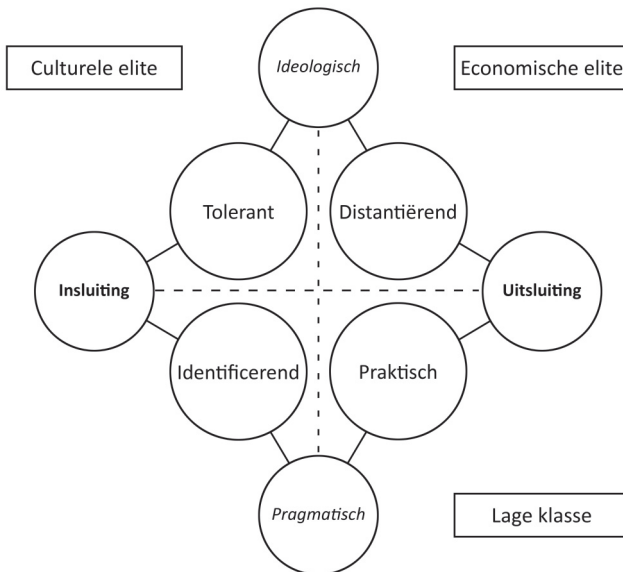 Ideologisch
Culturele elite
Economische elite
Tolerant
Distantiërend
Insluiting
Uitsluiting
Identificerend
Praktisch
Pragmatisch
Lage klasse